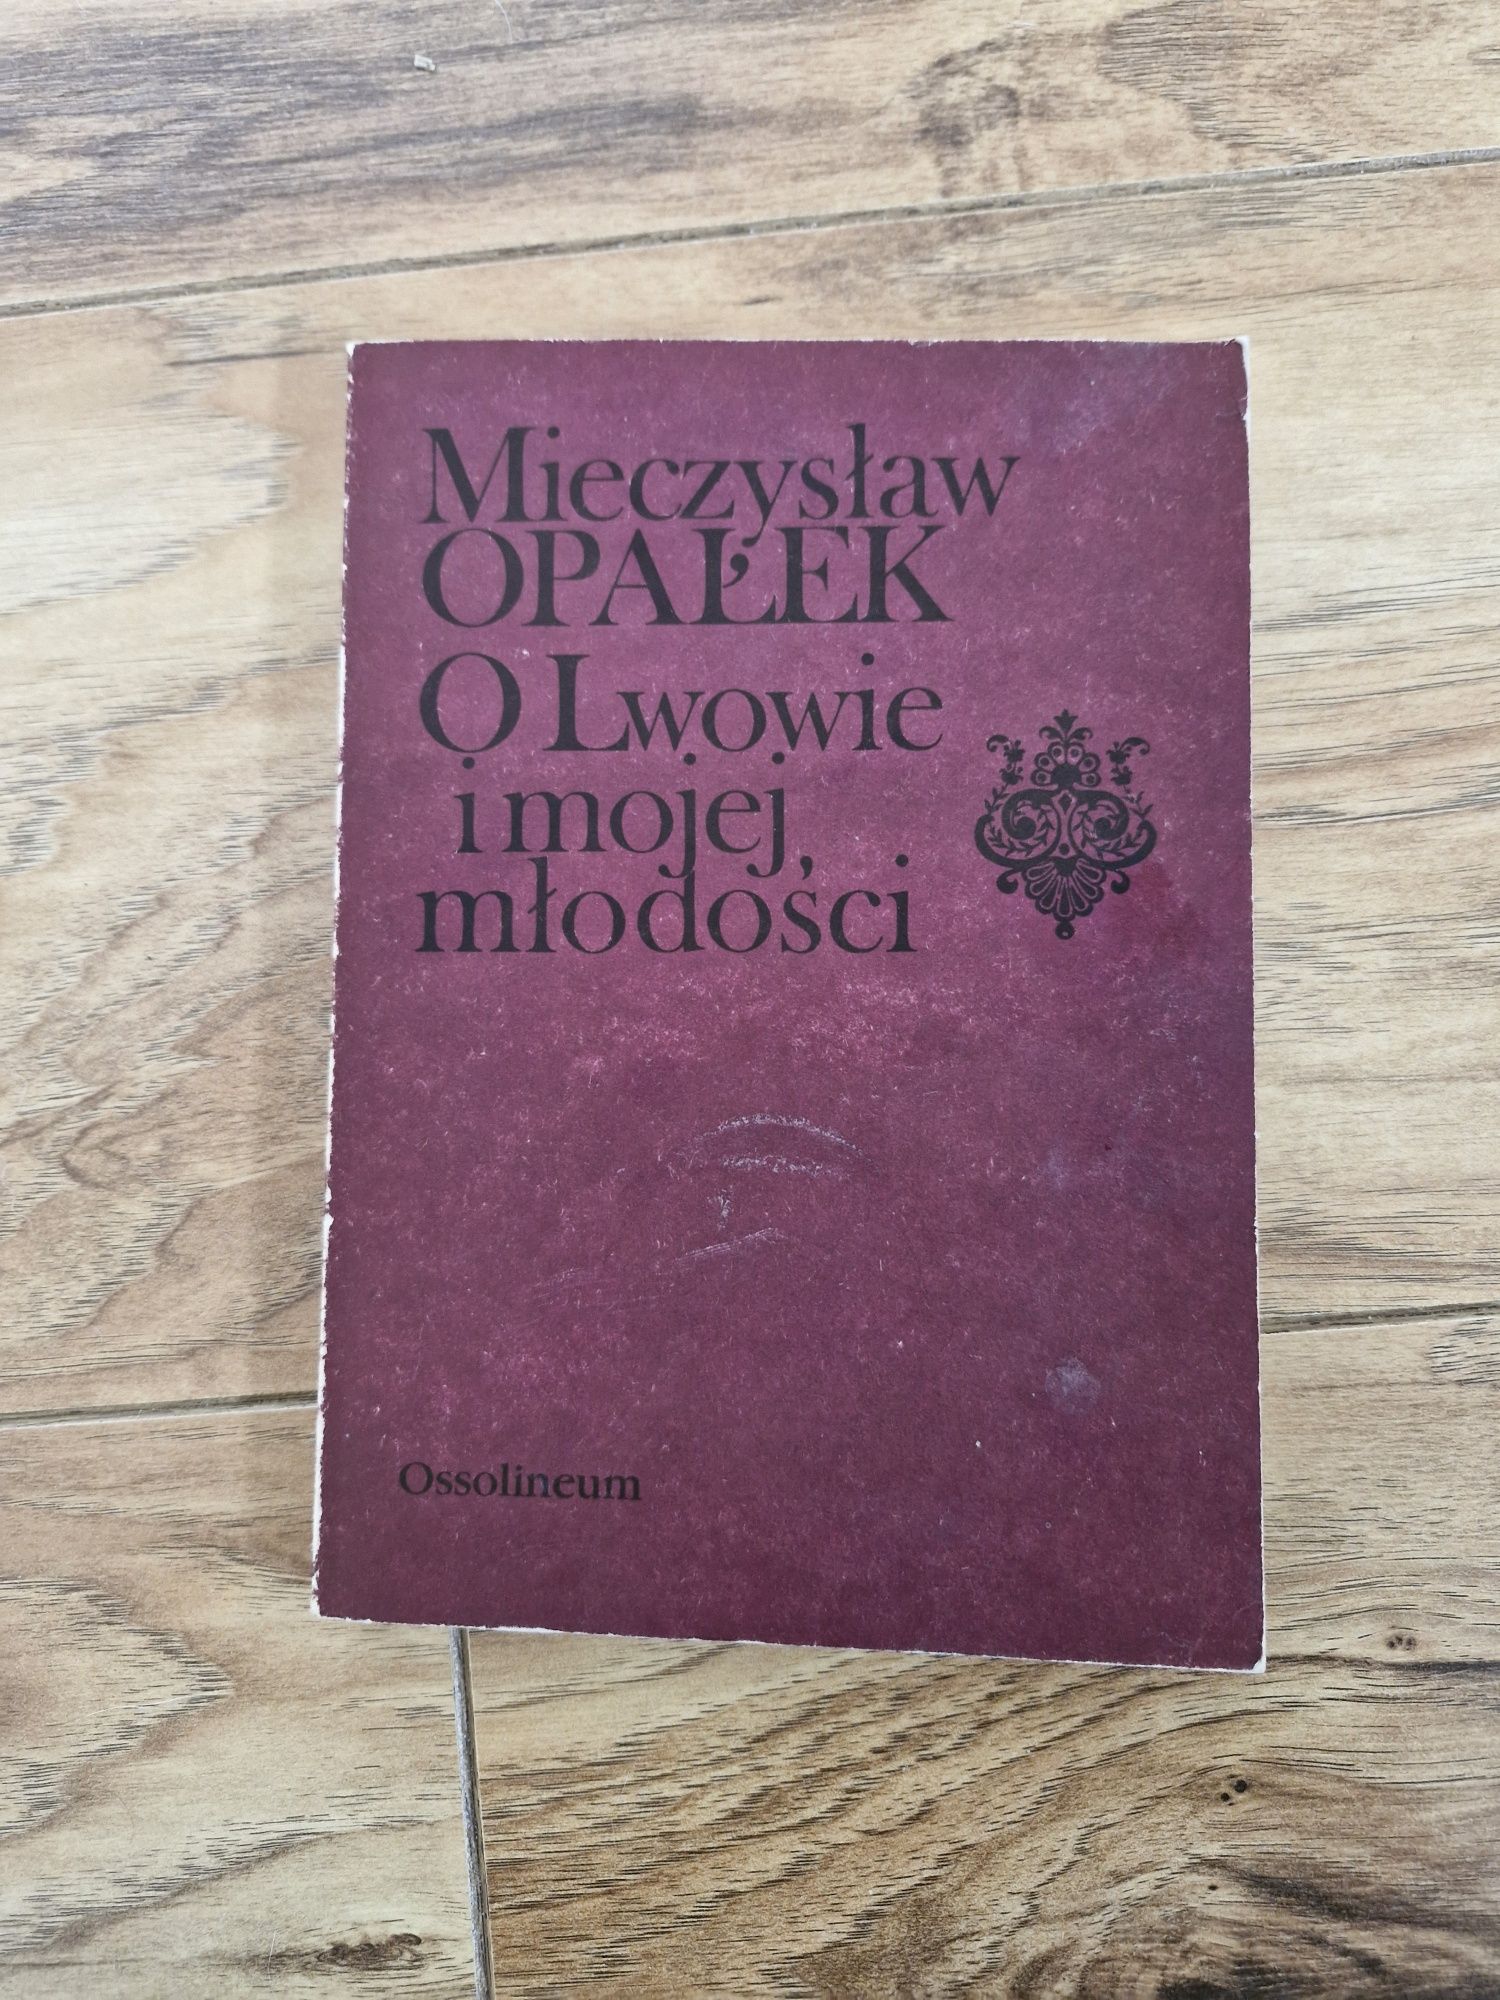 Mieczysław
OPAŁEK
O Lwowie
i mojej
młodości
Ossolineum